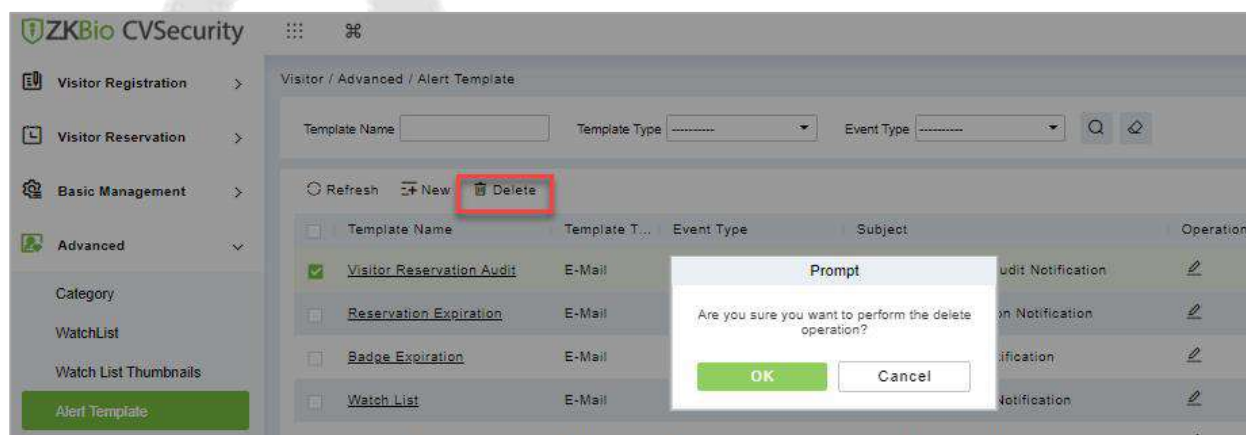 ZKBio CVSecurity
Visitor Registration
Visitor Reservation
Basic Management
Advanced
Category
WatchList
Watch List Thumbnails
Alert Template
Visitor / Advanced / Alert Template
Template Name Template Type ---------- Event Type ----------
Refresh New Delete
Template Name Template T... Event Type Subject Operation
Visitor Reservation Audit E-Mail udit Notification
Reservation Expiration E-Mail on Notification
Badge Expiration E-Mail ification
Watch List E-Mail Notification
Prompt
Are you sure you want to perform the delete
operation?
OK Cancel